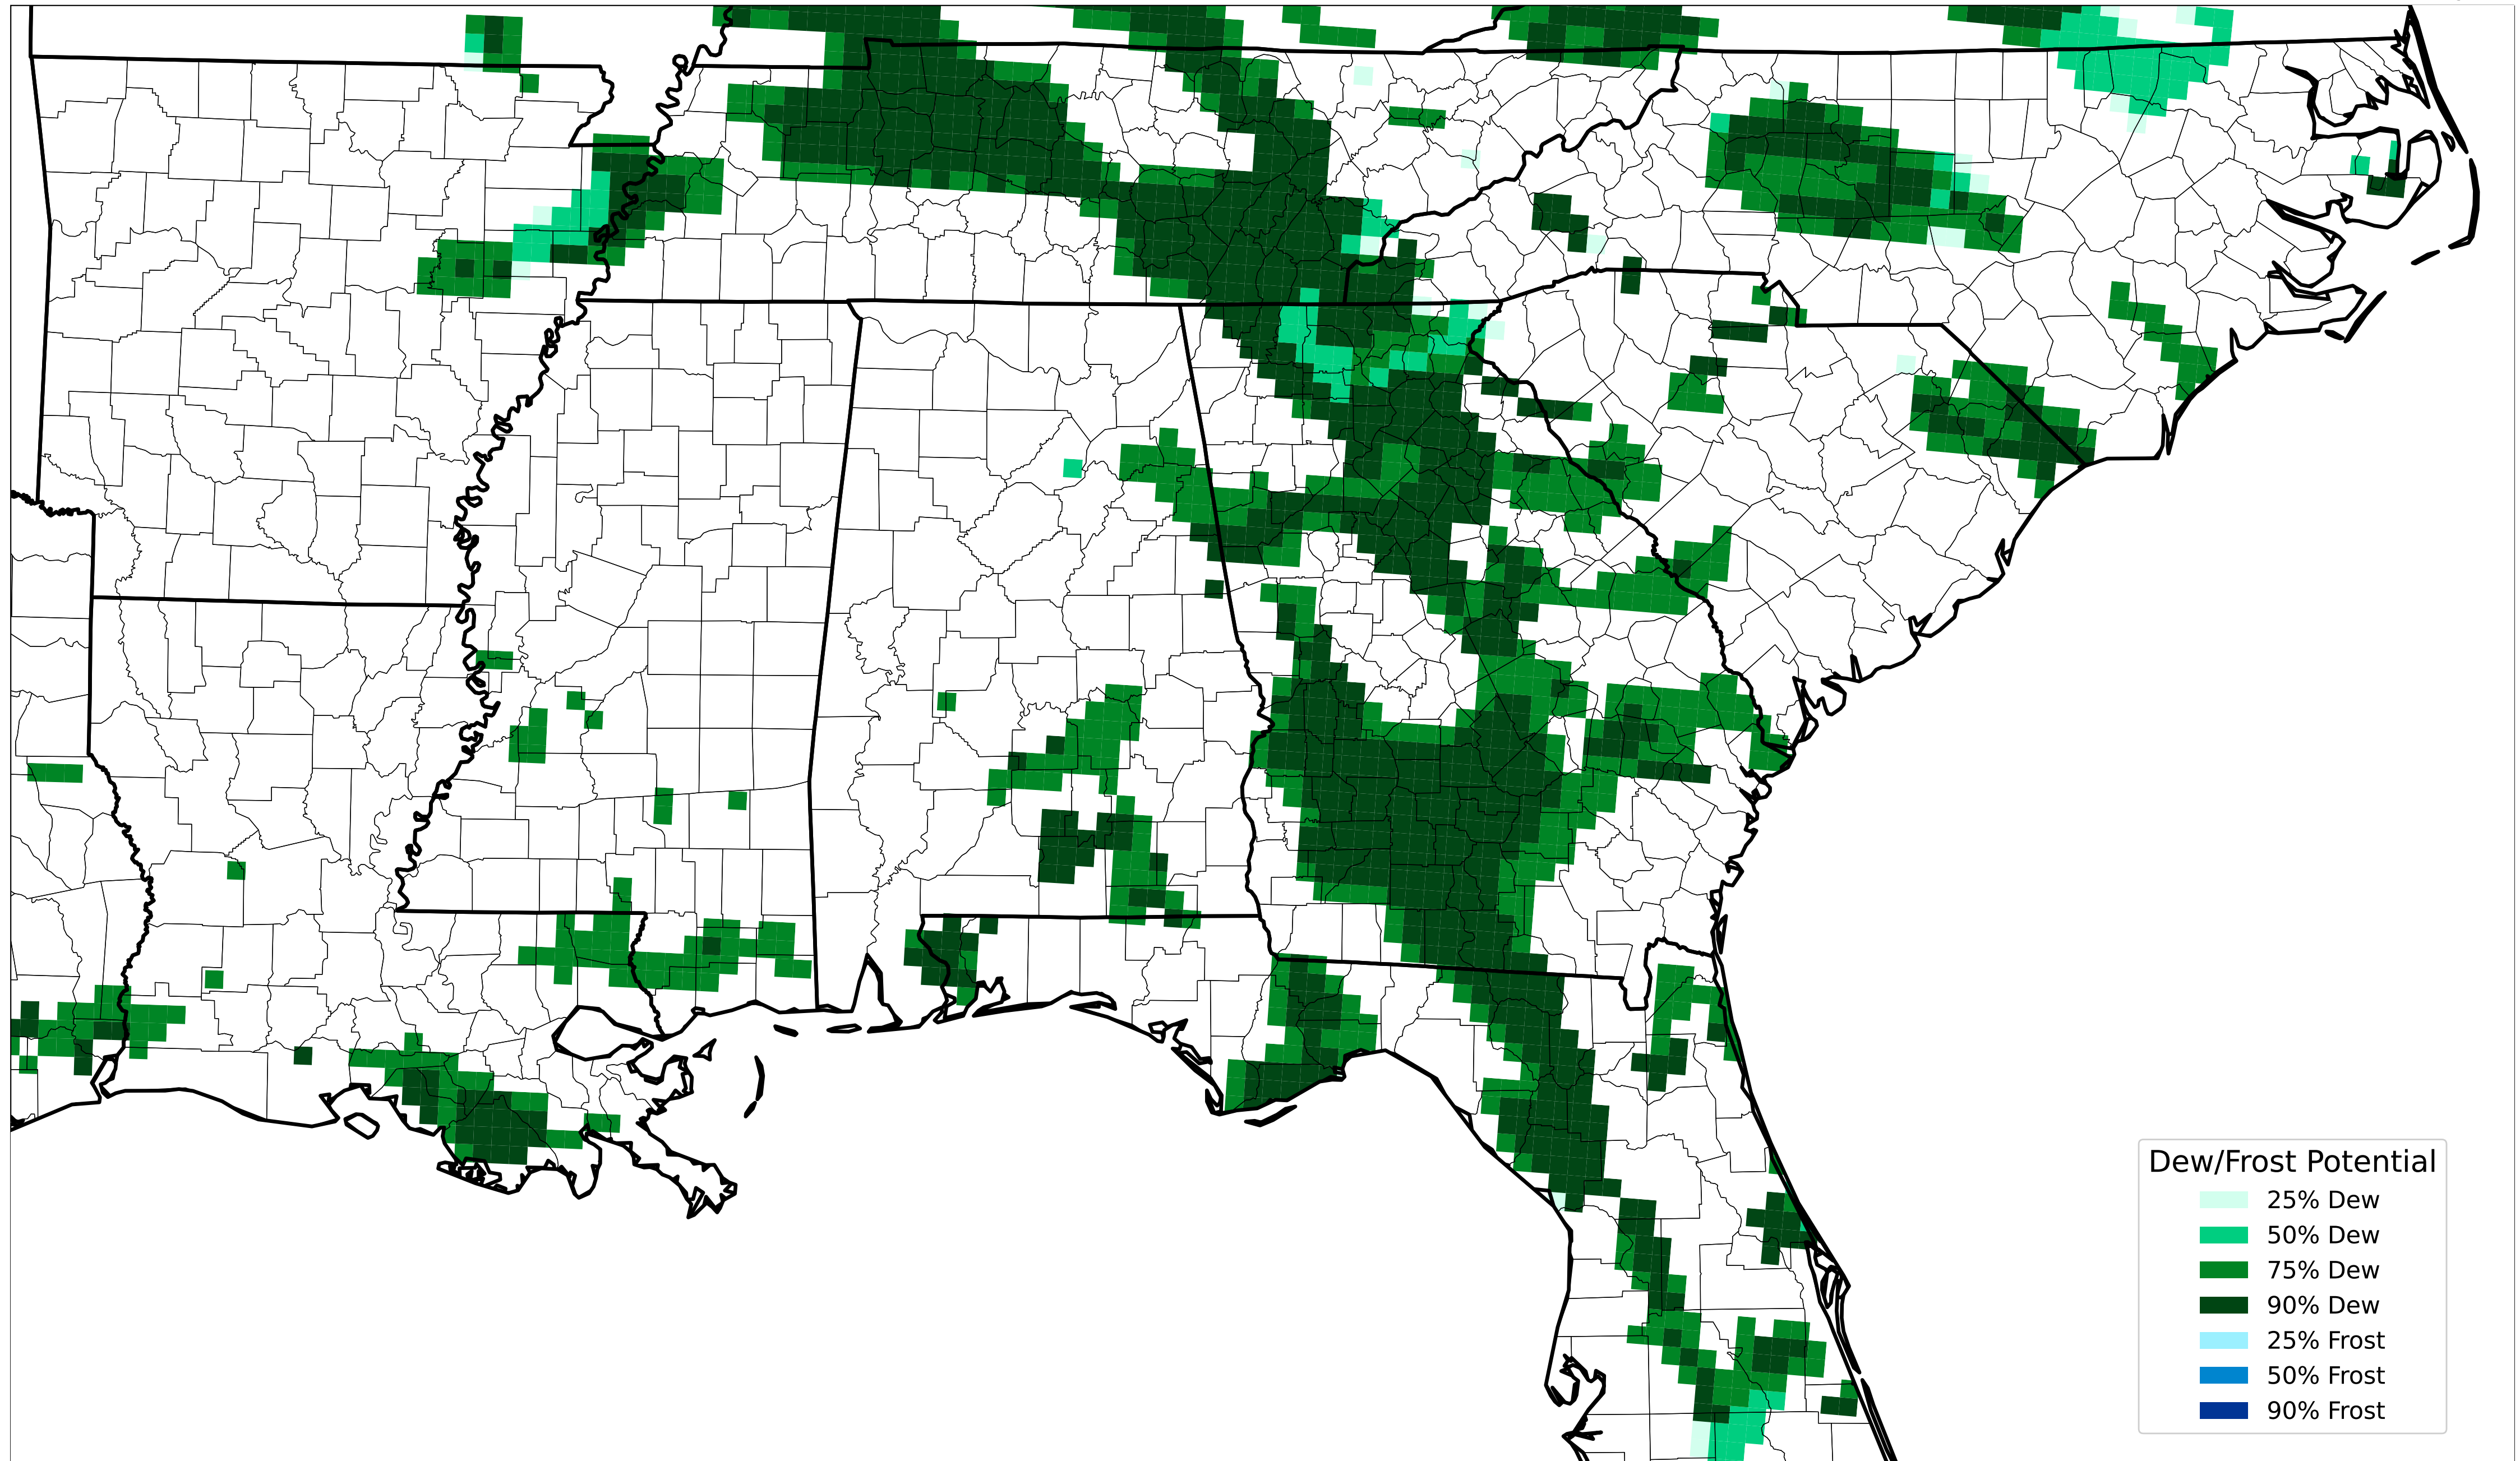 Dew/Frost Potential
25% Dew
50% Dew
75% Dew
90% Dew
25% Frost
50% Frost
90% Frost